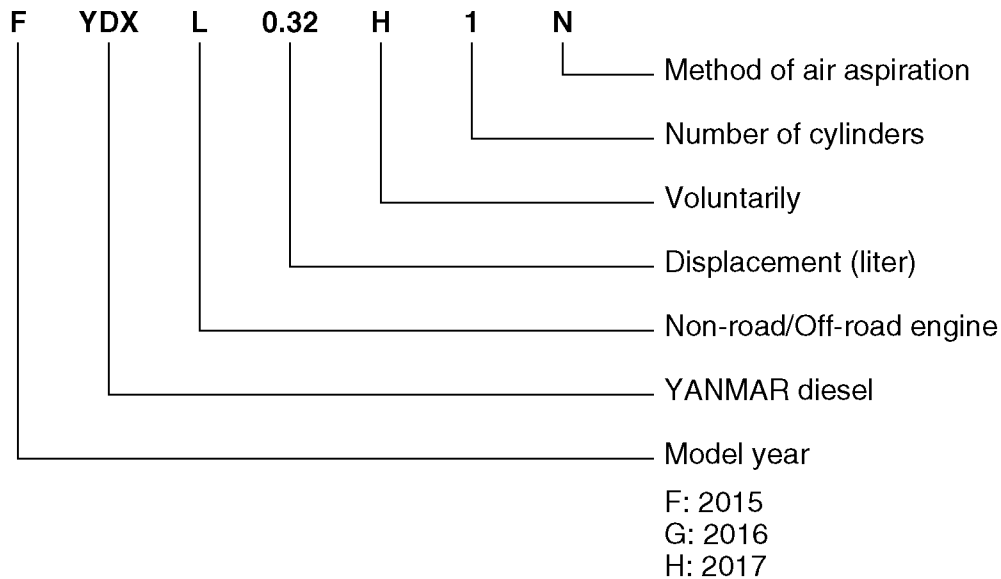 F YDX L 0.32 H 1 N
Method of air aspiration
Number of cylinders
Voluntarily
Displacement (liter)
Non-road/Off-road engine
YANMAR diesel
Model year
F: 2015
G: 2016
H: 2017